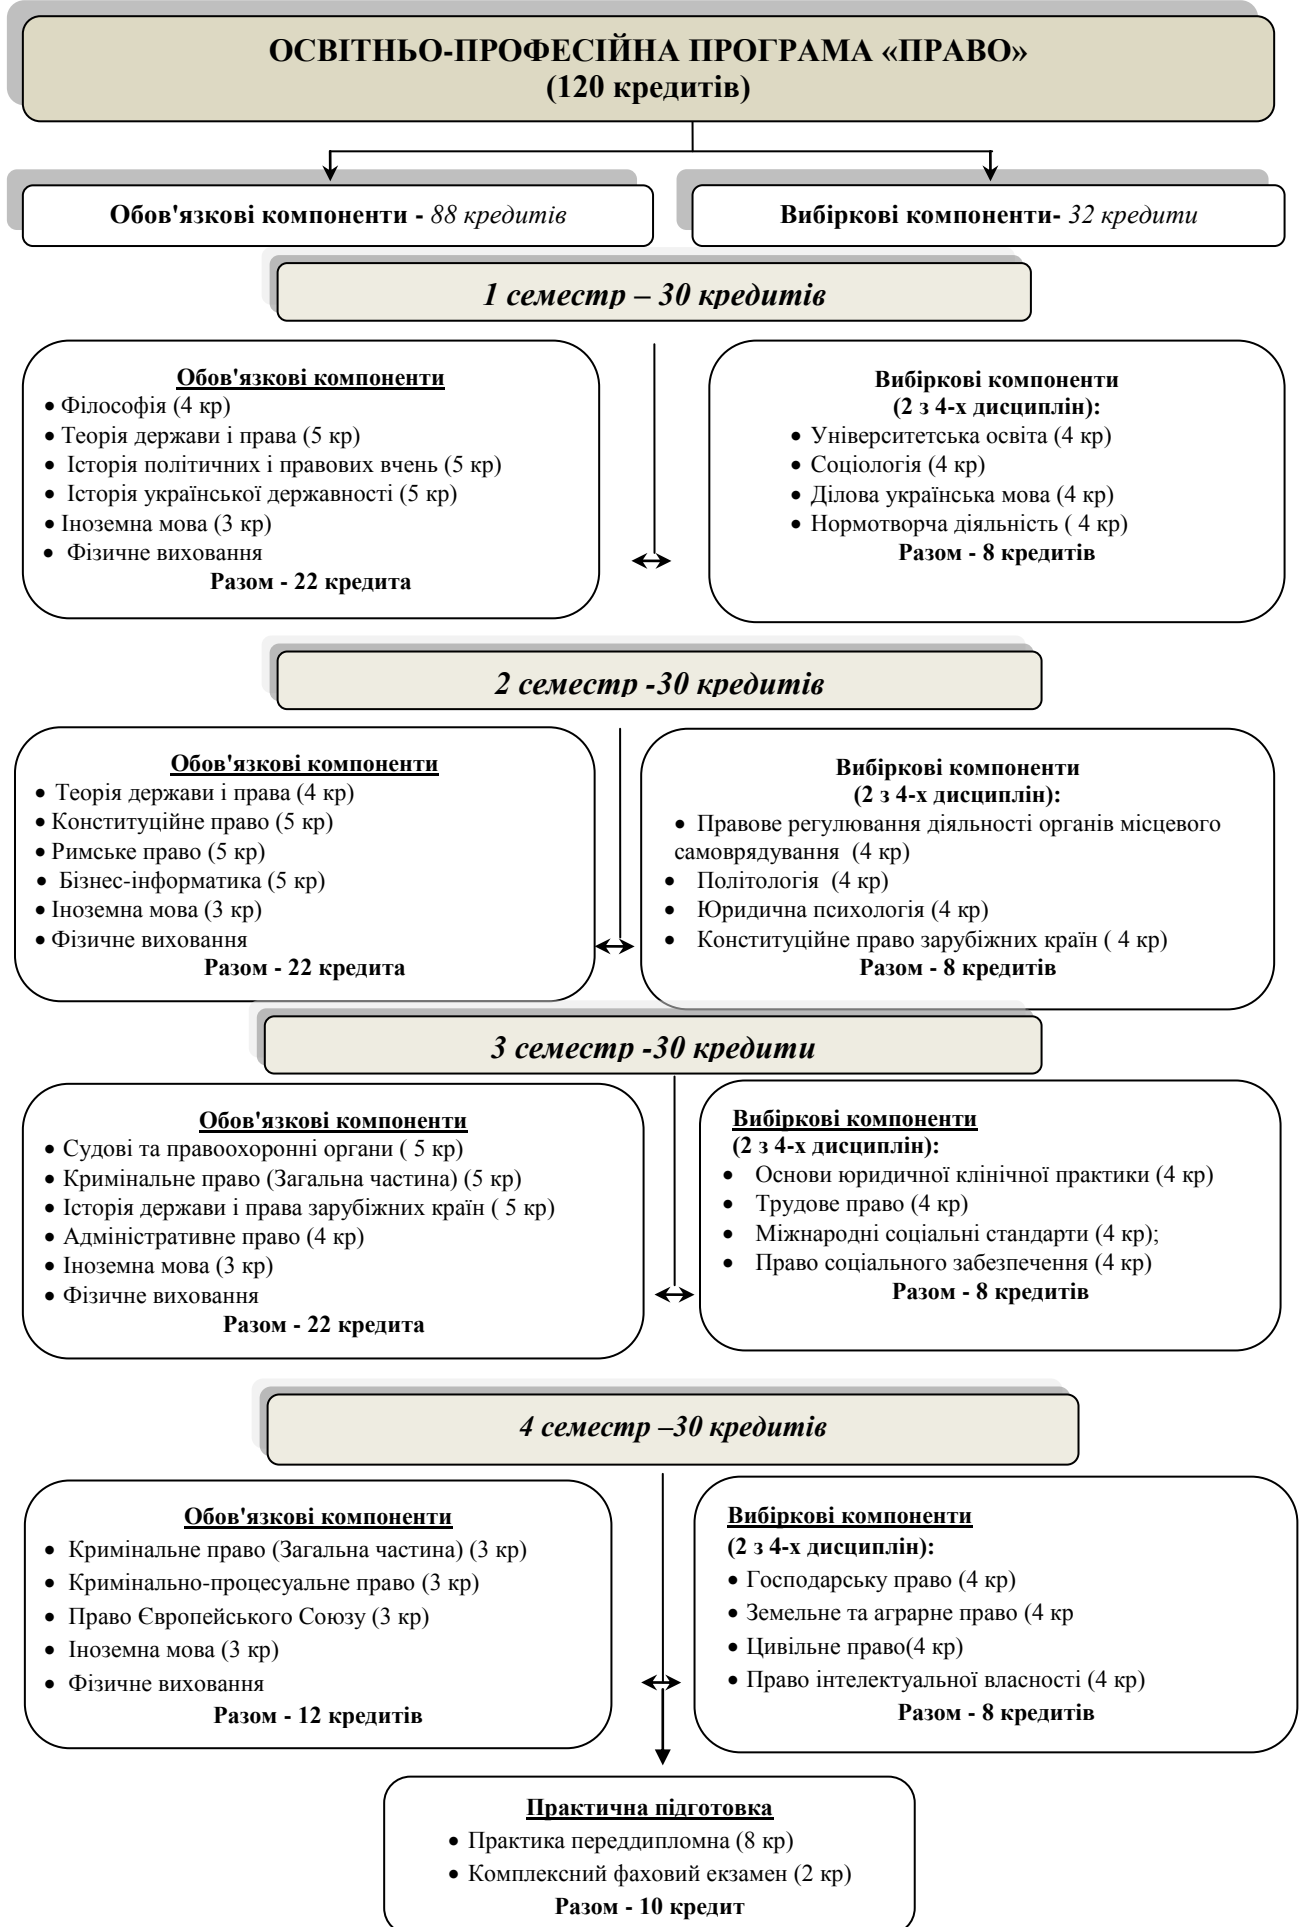 ОСВІТНЬО-ПРОФЕСІЙНА ПРОГРАМА «ПРАВО»
(120 кредитів)
Обов'язкові компоненти - 88 кредитів
Вибіркові компоненти- 32 кредити
1 семестр – 30 кредитів
Обов'язкові компоненти
• Філософія (4 кр)
• Теорія держави і права (5 кр)
• Історія політичних і правових вчень (5 кр)
• Історія української державності (5 кр)
• Іноземна мова (3 кр)
• Фізичне виховання
Разом - 22 кредита
Вибіркові компоненти
(2 з 4-х дисциплін):
• Університетська освіта (4 кр)
• Соціологія (4 кр)
• Ділова українська мова (4 кр)
• Нормотворча діяльність ( 4 кр)
Разом - 8 кредитів
2 семестр -30 кредитів
Обов'язкові компоненти
• Теорія держави і права (4 кр)
• Конституційне право (5 кр)
• Римське право (5 кр)
• Бізнес-інформатика (5 кр)
• Іноземна мова (3 кр)
• Фізичне виховання
Разом - 22 кредита
Вибіркові компоненти
(2 з 4-х дисциплін):
• Правове регулювання діяльності органів місцевого
самоврядування (4 кр)
• Політологія (4 кр)
• Юридична психологія (4 кр)
• Конституційне право зарубіжних країн ( 4 кр)
Разом - 8 кредитів
3 семестр -30 кредити
Обов'язкові компоненти
• Судові та правоохоронні органи ( 5 кр)
• Кримінальне право (Загальна частина) (5 кр)
• Історія держави і права зарубіжних країн ( 5 кр)
• Адміністративне право (4 кр)
• Іноземна мова (3 кр)
• Фізичне виховання
Разом - 22 кредита
Вибіркові компоненти
(2 з 4-х дисциплін):
• Основи юридичної клінічної практики (4 кр)
• Трудове право (4 кр)
• Міжнародні соціальні стандарти (4 кр);
• Право соціального забезпечення (4 кр)
Разом - 8 кредитів
4 семестр –30 кредитів
Обов'язкові компоненти
• Кримінальне право (Загальна частина) (3 кр)
• Кримінально-процесуальне право (3 кр)
• Право Європейського Союзу (3 кр)
• Іноземна мова (3 кр)
• Фізичне виховання
Разом - 12 кредитів
Вибіркові компоненти
(2 з 4-х дисциплін):
• Господарську право (4 кр)
• Земельне та аграрне право (4 кр
• Цивільне право(4 кр)
• Право інтелектуальної власності (4 кр)
Разом - 8 кредитів
Практична підготовка
• Практика переддипломна (8 кр)
• Комплексний фаховий екзамен (2 кр)
Разом - 10 кредит